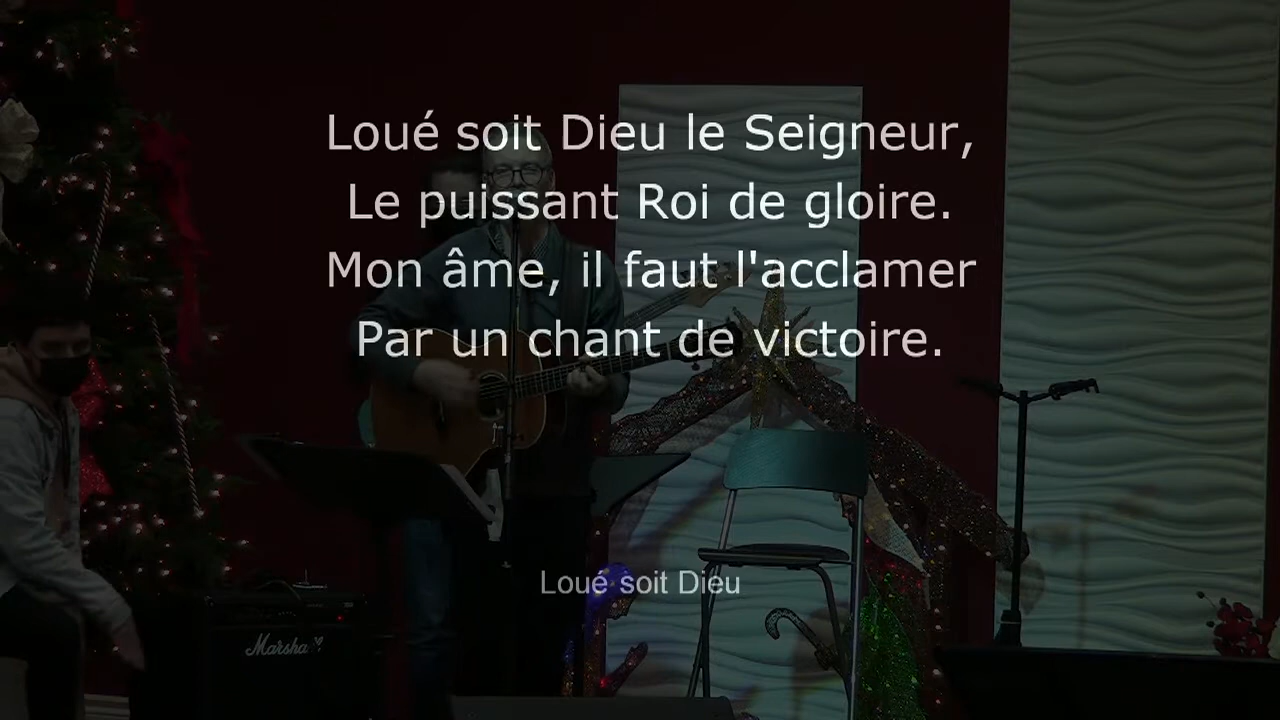 Loué soit Dieu le Seigneur,
Le puissant Roi de gloire.
Mon âme, il faut l'acclamer
Par un chant de victoire.
Loué soit Dieu
Marshall